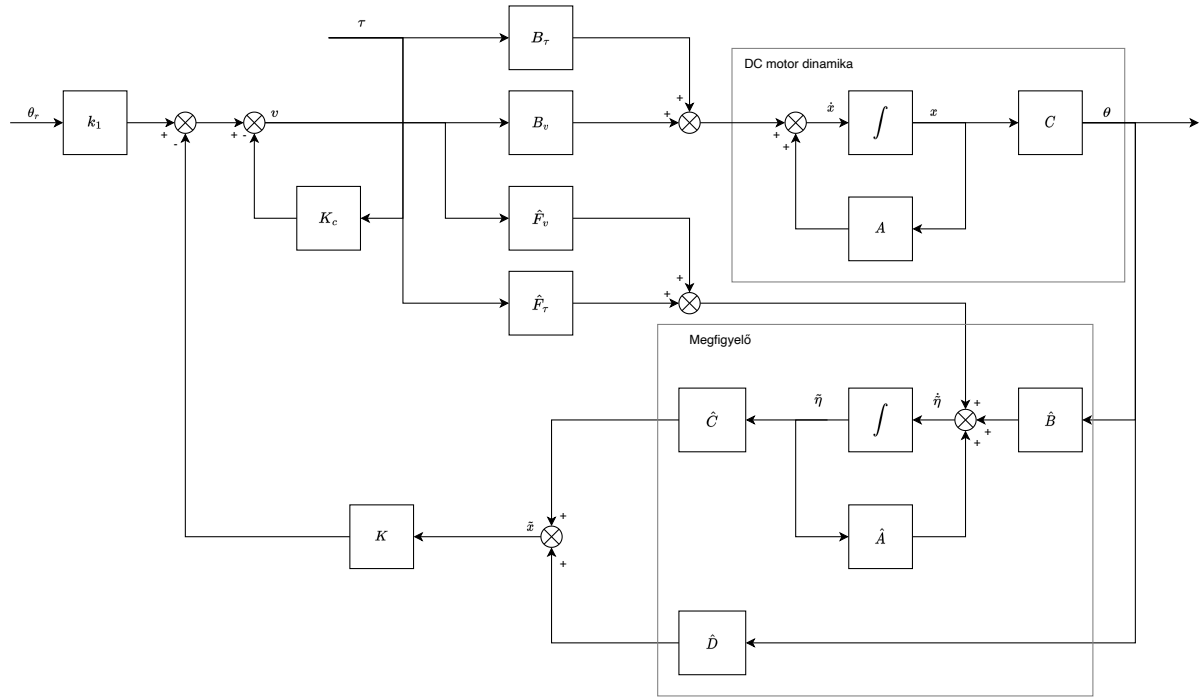 τ
B_τ
DC motor dinamika
θ_r
k_1
+
-
+
-
v
B_v
+
+
+
+
ẋ
∫
x
C
θ
K_c
F̂_v
A
+
+
F̂_τ
Megfigyelő
Ĉ
η̃
∫
η̃̇
+
+
+
B̂
K
x̃
+
+
Â
D̂